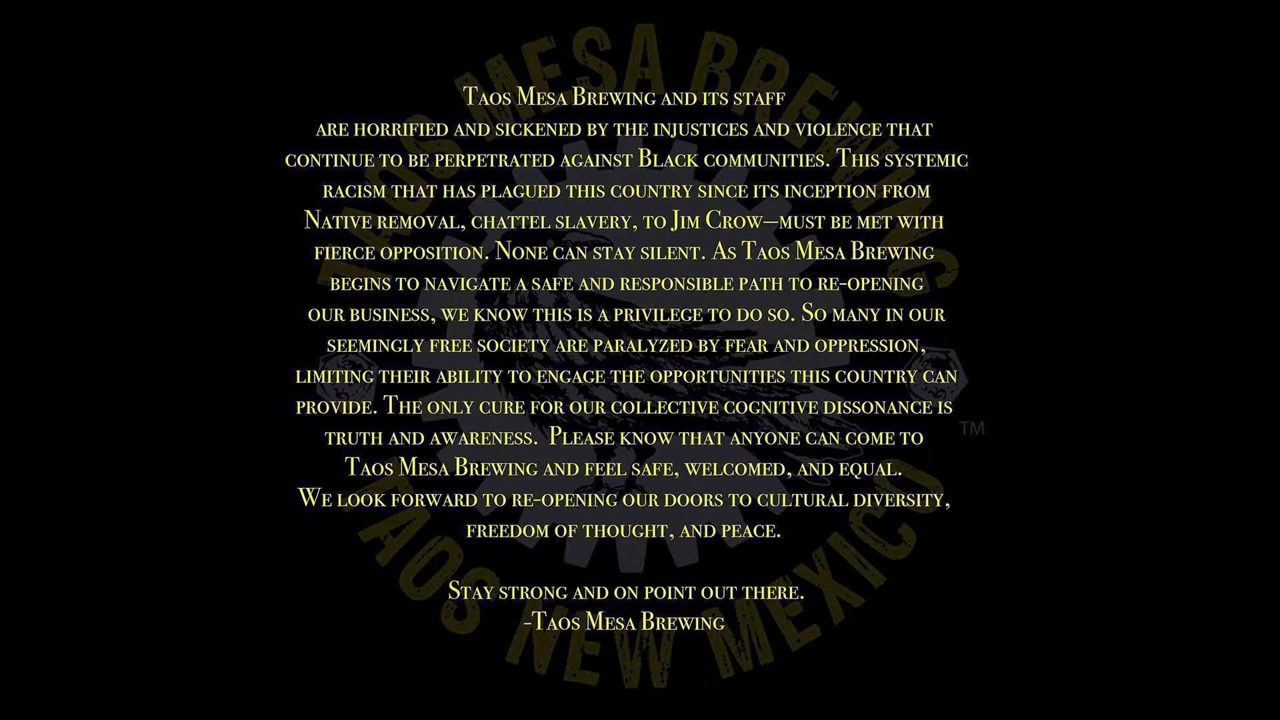 TAOS MESA BREWING
Taos Mesa Brewing and its staff
are horrified and sickened by the injustices and violence that
continue to be perpetrated against Black communities. This systemic
racism that has plagued this country since its inception from
Native removal, chattel slavery, to Jim Crow—must be met with
fierce opposition. None can stay silent. As Taos Mesa Brewing
begins to navigate a safe and responsible path to re-opening
our business, we know this is a privilege to do so. So many in our
seemingly free society are paralyzed by fear and oppression,
limiting their ability to engage the opportunities this country can
provide. The only cure for our collective cognitive dissonance is
truth and awareness. Please know that anyone can come to
Taos Mesa Brewing and feel safe, welcomed, and equal.
We look forward to re-opening our doors to cultural diversity,
freedom of thought, and peace.
Stay strong and on point out there.
-Taos Mesa Brewing
TM
TAOS NEW MEXICO